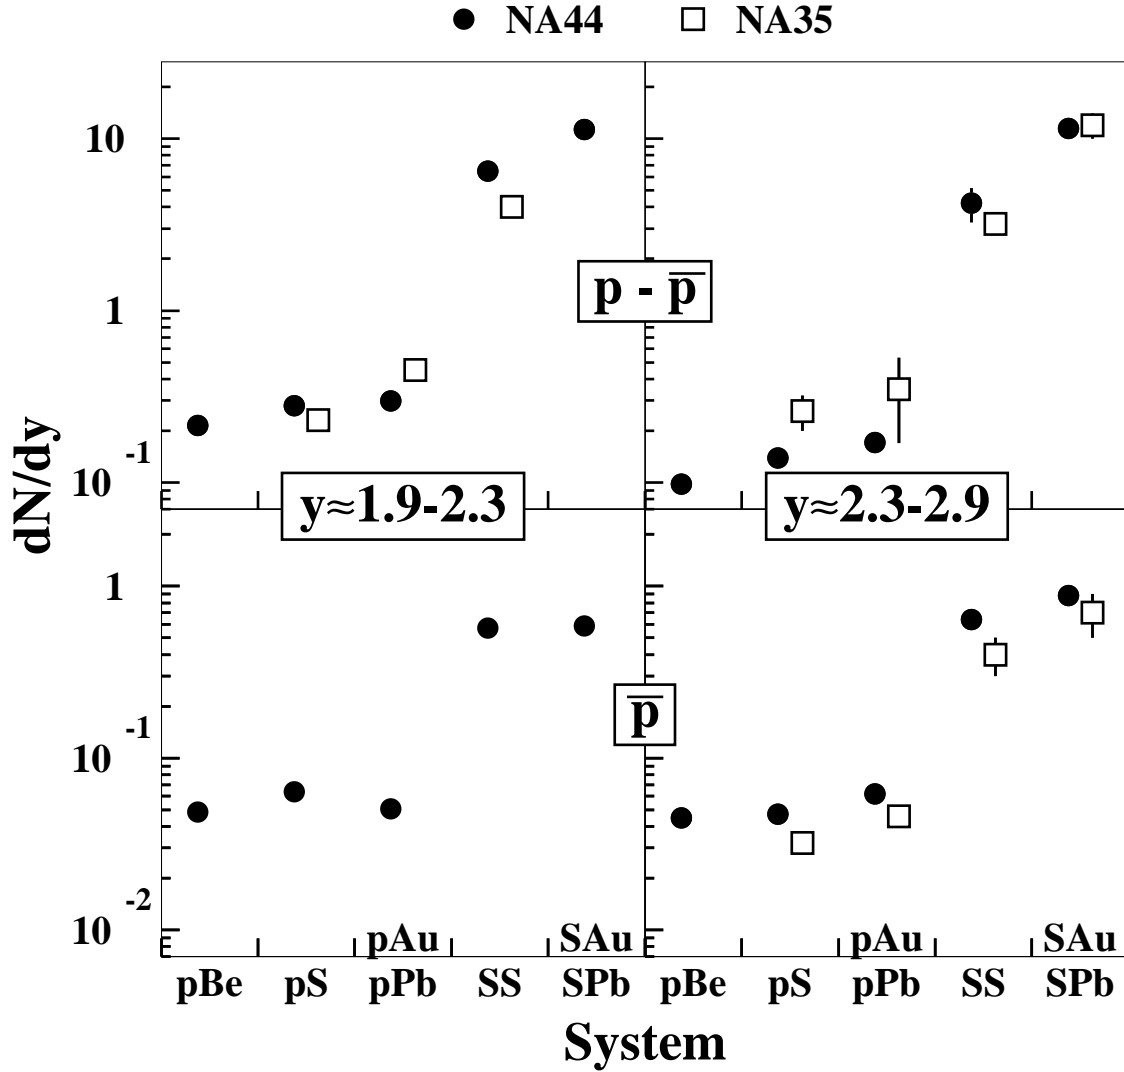 NA44 NA35
10
1
p - p̅
10⁻¹
y≈1.9-2.3 y≈2.3-2.9
dN/dy
1
p̅
10⁻¹
10⁻²
pAu SAu pAu SAu
pBe pS pPb SS SPb pBe pS pPb SS SPb
System